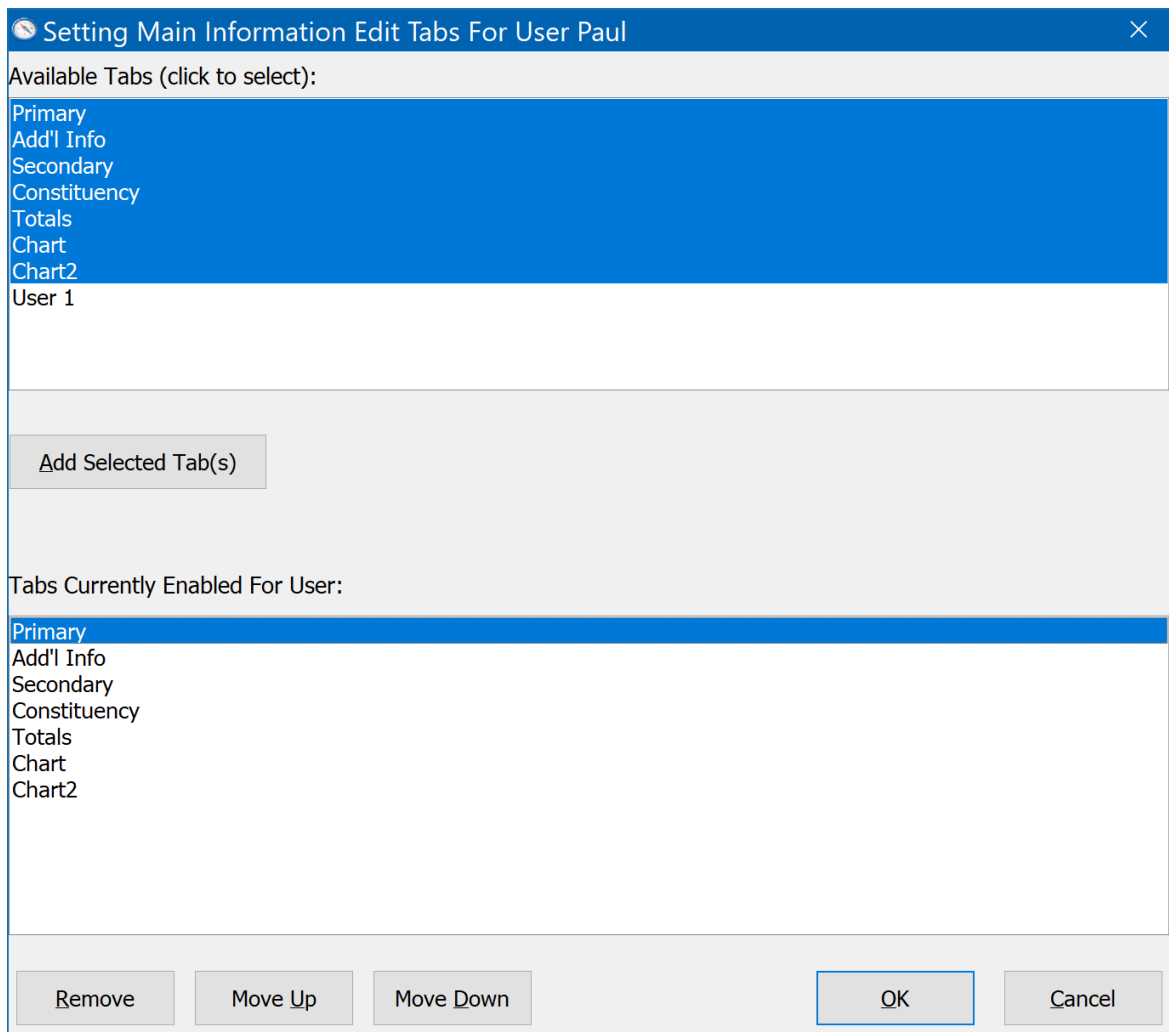 Setting Main Information Edit Tabs For User Paul
Available Tabs (click to select):
Primary
Add'l Info
Secondary
Constituency
Totals
Chart
Chart2
User 1
Add Selected Tab(s)
Tabs Currently Enabled For User:
Primary
Add'l Info
Secondary
Constituency
Totals
Chart
Chart2
Remove Move Up Move Down OK Cancel